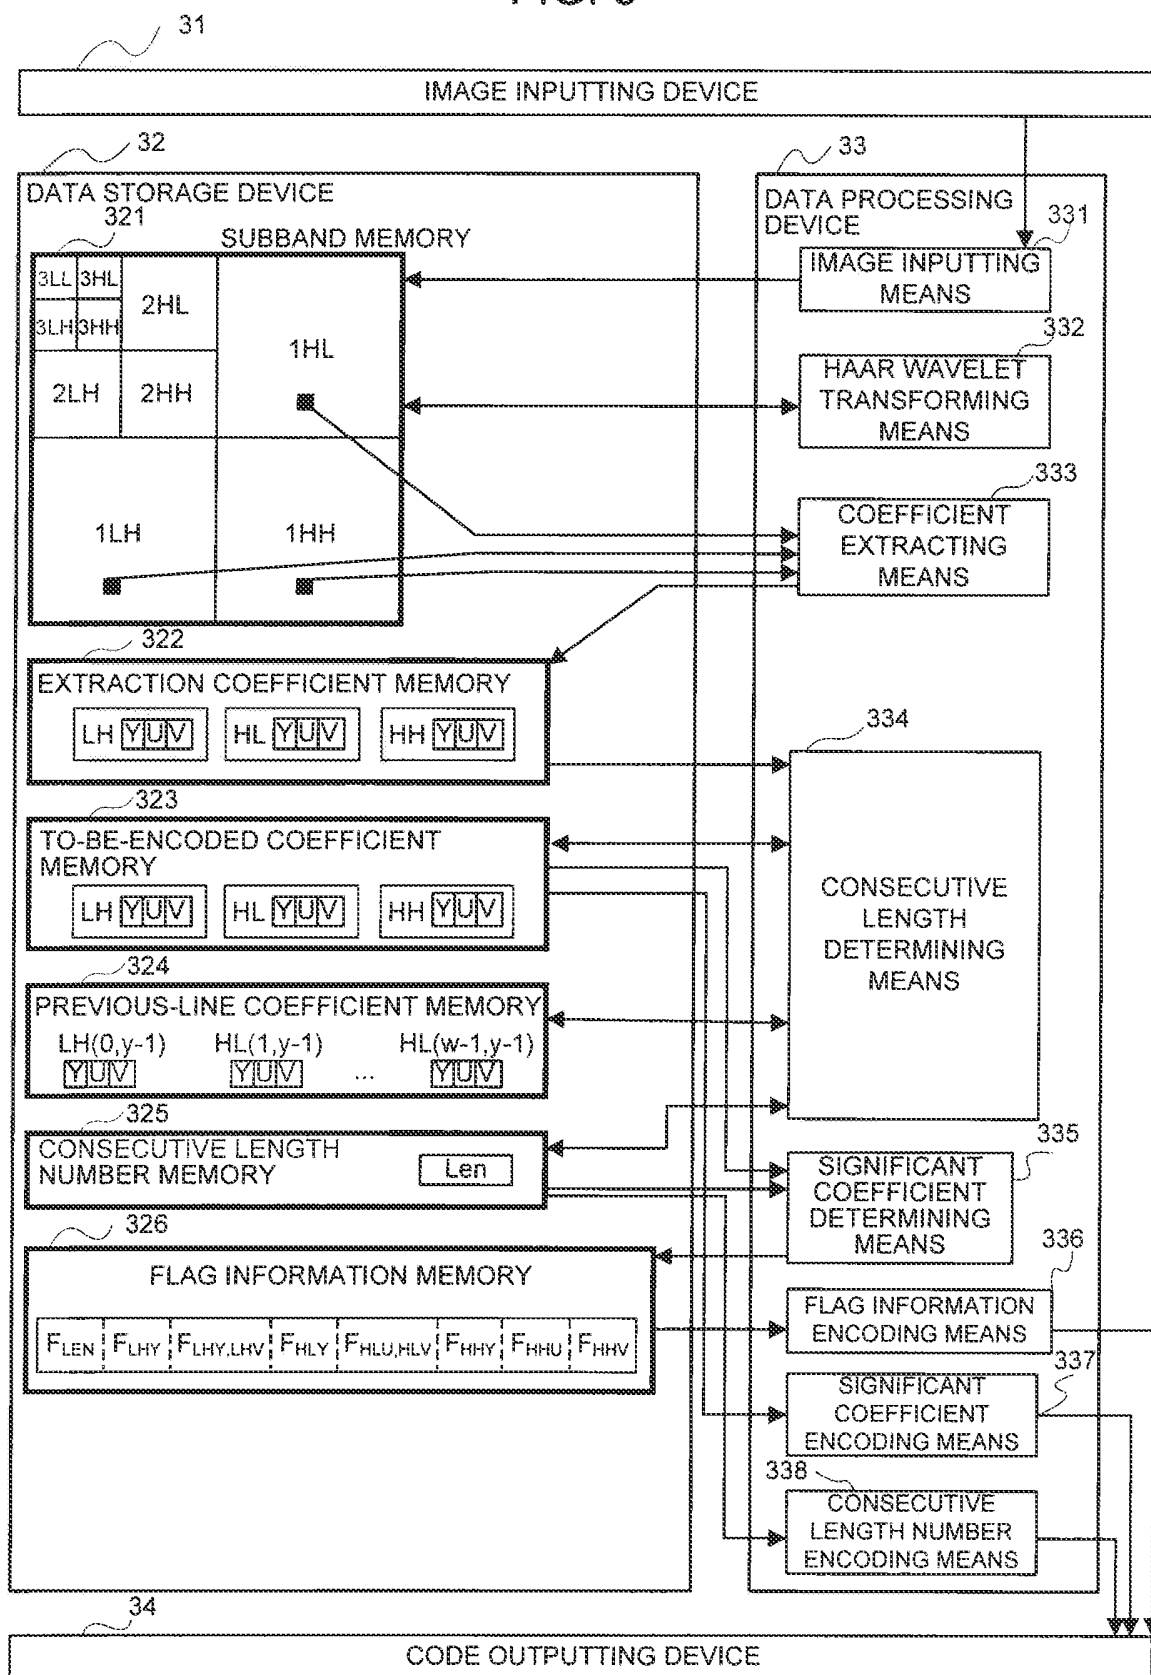 31
IMAGE INPUTTING DEVICE
32
DATA STORAGE DEVICE
321
SUBBAND MEMORY
3LL 3HL
2HL
3LH 3HH
1HL
2LH 2HH
1LH 1HH
322
EXTRACTION COEFFICIENT MEMORY
LH Y U V HL Y U V HH Y U V
323
TO-BE-ENCODED COEFFICIENT
MEMORY
LH Y U V HL Y U V HH Y U V
324
PREVIOUS-LINE COEFFICIENT MEMORY
LH(0,y-1) HL(1,y-1) HL(w-1,y-1)
Y U V Y U V ... Y U V
325
CONSECUTIVE LENGTH
NUMBER MEMORY
Len
326
FLAG INFORMATION MEMORY
FLEN FLHY FLHY,LHV FHLY FHLU,HLV FHHY FHHU FHHV
33
DATA PROCESSING
DEVICE
331
IMAGE INPUTTING
MEANS
332
HAAR WAVELET
TRANSFORMING
MEANS
333
COEFFICIENT
EXTRACTING
MEANS
334
CONSECUTIVE
LENGTH
DETERMINING
MEANS
335
SIGNIFICANT
COEFFICIENT
DETERMINING
MEANS
336
FLAG INFORMATION
ENCODING MEANS
337
SIGNIFICANT
COEFFICIENT
ENCODING MEANS
338
CONSECUTIVE
LENGTH NUMBER
ENCODING MEANS
34
CODE OUTPUTTING DEVICE